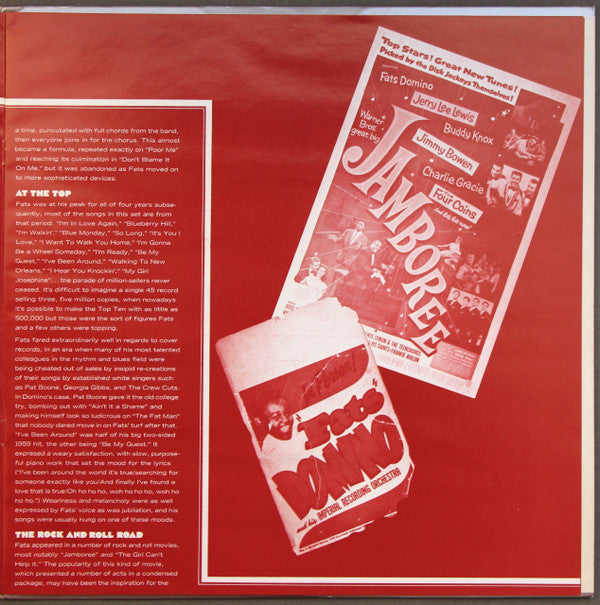 a time, punctuated with full chords from the band,
then everyone joins in for the chorus. This almost
became a formula, repeated exactly on "Poor Me"
and reaching its culmination in "Don't Blame It
On Me," but it was abandoned as Fats moved on
to more sophisticated devices.
AT THE TOP
Fats was at his peak for all of four years subse-
quently; most of the songs in this set are from
that period. "I'm In Love Again," "Blueberry Hill,"
"I'm Walkin'," "Blue Monday," "So Long," "It's You I
Love," "I Want To Walk You Home," "I'm Gonna
Be a Wheel Someday," "I'm Ready," "Be My
Guest," "I've Been Around," "Walking To New
Orleans," "I Hear You Knockin'," "My Girl
Josephine"... the parade of million-sellers never
ceased. It's difficult to imagine a single 45 record
selling three, five million copies, when nowadays
it's possible to make the Top Ten with as little as
500,000 but those were the sort of figures Fats
and a few others were topping.
Fats fared extraordinarily well in regards to cover
records, in an era when many of his most talented
colleagues in the rhythm and blues field were
being cheated out of sales by insipid re-creations
of their songs by established white singers such
as Pat Boone, Georgia Gibbs, and The Crew Cuts.
In Domino's case, Pat Boone gave it the old college
try, bombing out with "Ain't It a Shame" and
making himself look so ludicrous on "The Fat Man"
that nobody dared move in on Fats' turf after that.
"I've Been Around" was half of his big two-sided
1959 hit, the other being "Be My Guest." It
expresed a weary satisfaction, with slow, purpose-
ful piano work that set the mood for the lyrics
("I've been around the world it's true/searching for
someone exactly like you/And finally I've found a
love that is true/Oh ho ho ho, woh ho ho ho, woh ho
ho ho.") Weariness and melancholy were as well
expressed by Fats' voice as was jubilation, and his
songs were usually hung on one of these moods.
THE ROCK AND ROLL ROAD
Fats appeared in a number of rock and roll movies,
most notably "Jamboree" and "The Girl Can't
Help It." The popularity of this kind of movie,
which presented a number of acts in a condensed
package, may have been the inspiration for the
Top Stars! Great New Tunes!
Picked by the Disk Jockeys Themselves!
Fats Domino
Jerry Lee Lewis
Buddy Knox
Jimmy Bowen
Charlie Gracie
Four Coins
Warner
Bros.
great big
JAMBOREE
LEWIS LYMON & THE TEENCHORDS
FRANKIE AVALON
"Fats"
DOMINO
and his IMPERIAL RECORDING ORCHESTRA